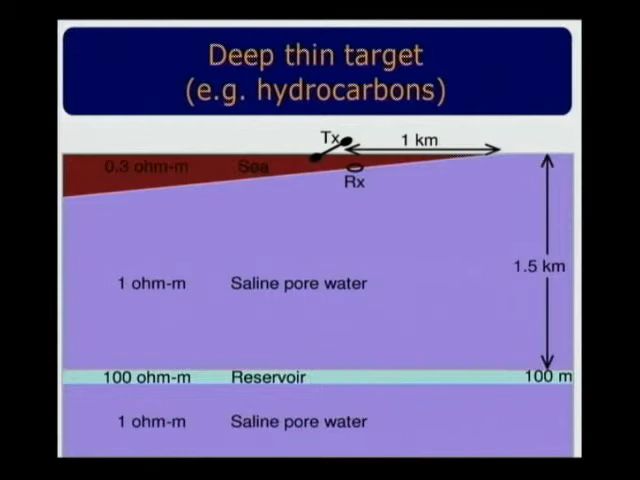 Deep thin target
(e.g. hydrocarbons)
Tx
1 km
0.3 ohm-m Sea
Rx
1.5 km
1 ohm-m Saline pore water
100 ohm-m Reservoir 100 m
1 ohm-m Saline pore water